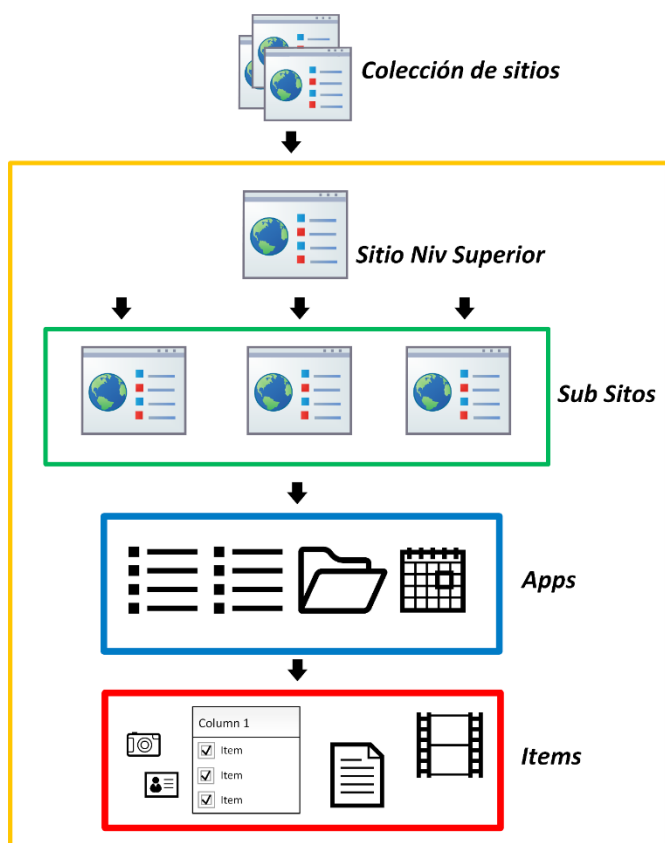 Colección de sitios
Sitio Niv Superior
Sub Sitos
Apps
Column 1
Item
Item
Item
Items